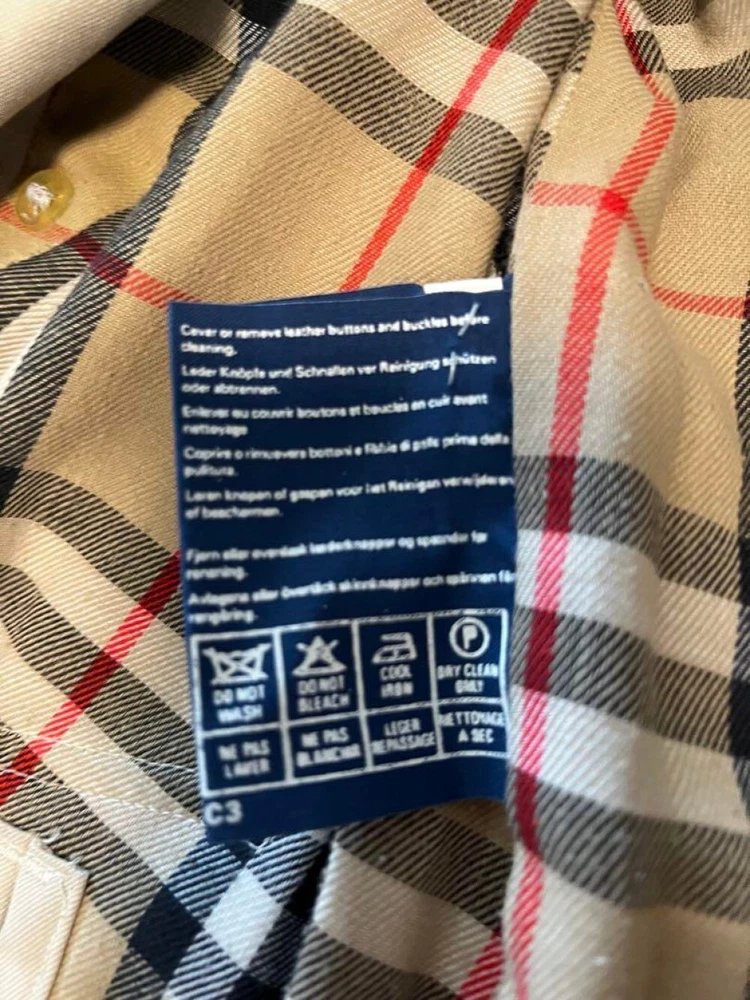 Cover or remove leather buttons and buckles before
cleaning.
Leder Knöpfe und Schnallen vor Reinigung schützen
oder abtrennen.
Enlever ou couvrir boutons et boucles en cuir avant
nettoyage
Coprire o rimuovere bottoni e fibbie di pelle prima della
pulitura.
Leren knopen of gespen voor het Reinigen verwijderen
of beschermen.
Fjern eller overdæk læderknapper og spænder før
rensning.
Avlägsna eller övertäck skinnknappar och spännen för
rengöring.
DO NOT WASH
DO NOT BLEACH
COOL IRON
P
DRY CLEAN ONLY
NE PAS LAVER
NE PAS BLANCHIR
LEGER REPASSAGE
NETTOYAGE A SEC
C3